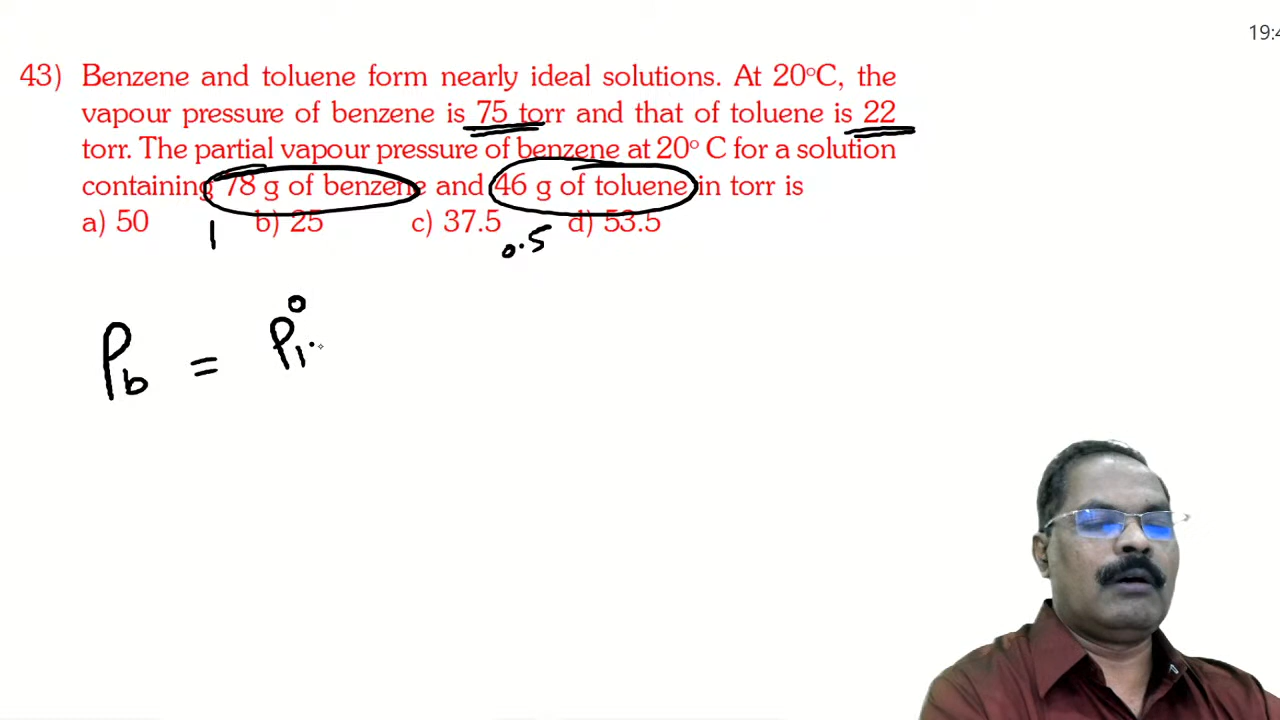 19:4
43) Benzene and toluene form nearly ideal solutions. At 20°C, the
vapour pressure of benzene is 75 torr and that of toluene is 22
torr. The partial vapour pressure of benzene at 20° C for a solution
containing 78 g of benzene and 46 g of toluene in torr is
a) 50 b) 25 c) 37.5 d) 53.5
1 0.5
P_b = P_1^0 .